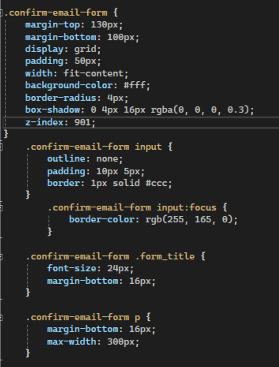 .confirm-email-form {
    margin-top: 130px;
    margin-bottom: 100px;
    display: grid;
    padding: 50px;
    width: fit-content;
    background-color: #fff;
    border-radius: 4px;
    box-shadow: 0 4px 16px rgba(0, 0, 0, 0.3);
    z-index: 901;
}
    .confirm-email-form input {
        outline: none;
        padding: 10px 5px;
        border: 1px solid #ccc;
    }
        .confirm-email-form input:focus {
            border-color: rgb(255, 165, 0);
        }
    .confirm-email-form .form_title {
        font-size: 24px;
        margin-bottom: 16px;
    }
    .confirm-email-form p {
        margin-bottom: 16px;
        max-width: 300px;
    }